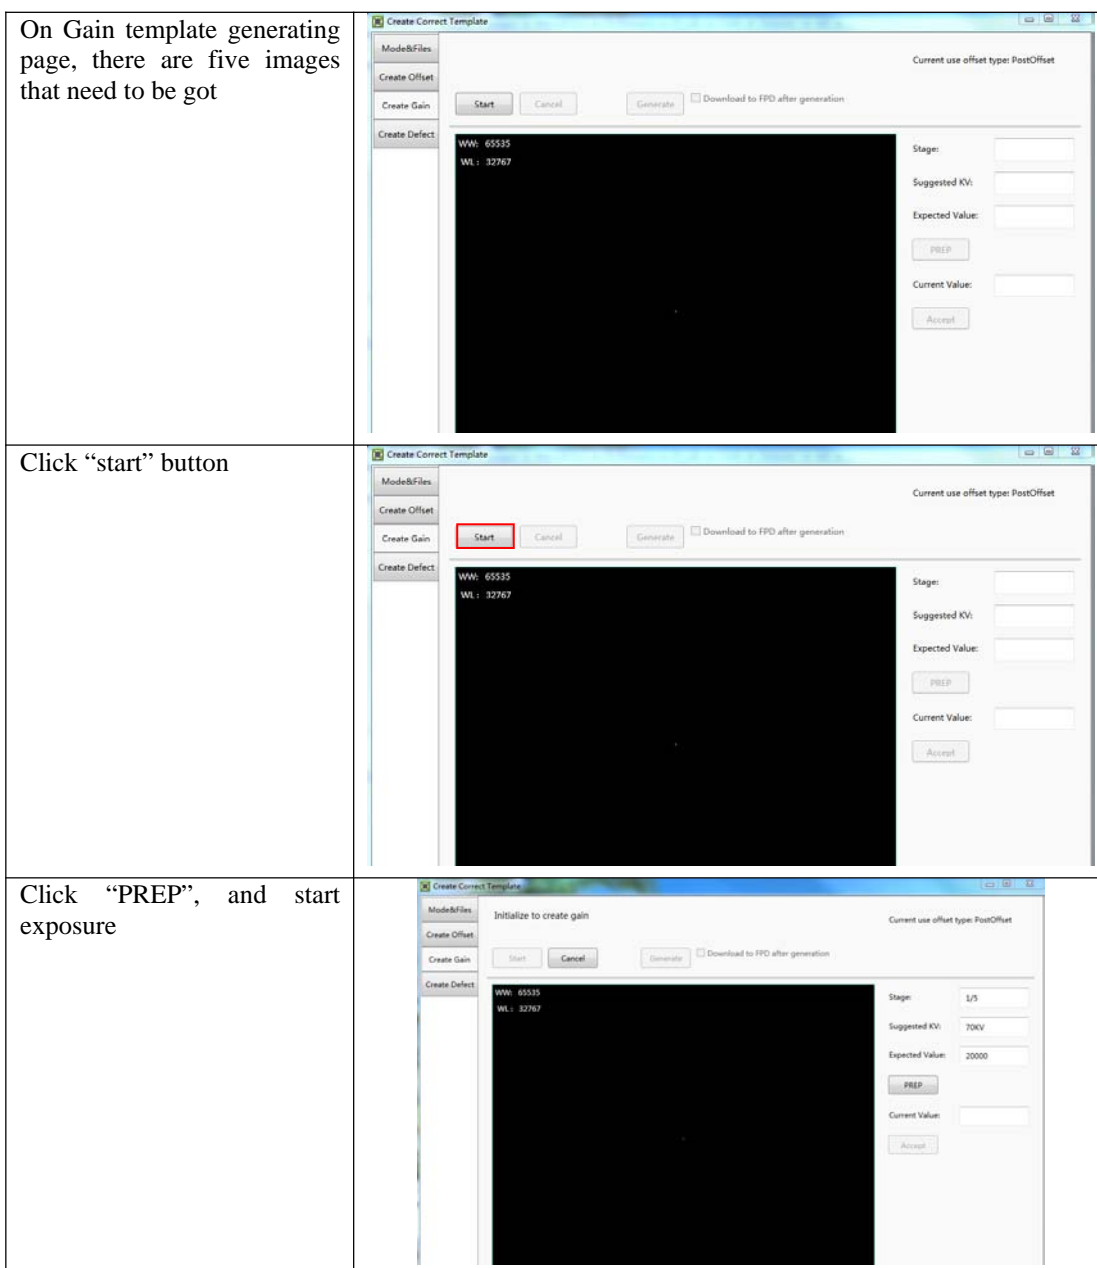 On Gain template generating
page, there are five images
that need to be got
Create Correct Template
Mode&Files
Create Offset
Create Gain
Create Defect
Current use offset type: PostOffset
Start
Cancel
Generate
Download to FPD after generation
WW: 65535
WL: 32767
Stage:
Suggested KV:
Expected Value:
PREP
Current Value:
Accept
Click “start” button
Create Correct Template
Mode&Files
Create Offset
Create Gain
Create Defect
Current use offset type: PostOffset
Start
Cancel
Generate
Download to FPD after generation
WW: 65535
WL: 32767
Stage:
Suggested KV:
Expected Value:
PREP
Current Value:
Accept
Click “PREP”, and start
exposure
Create Correct Template
Mode&Files
Create Offset
Create Gain
Create Defect
Initialize to create gain
Current use offset type: PostOffset
Start
Cancel
Generate
Download to FPD after generation
WW: 65535
WL: 32767
Stage: 1/5
Suggested KV: 70KV
Expected Value: 20000
PREP
Current Value:
Accept